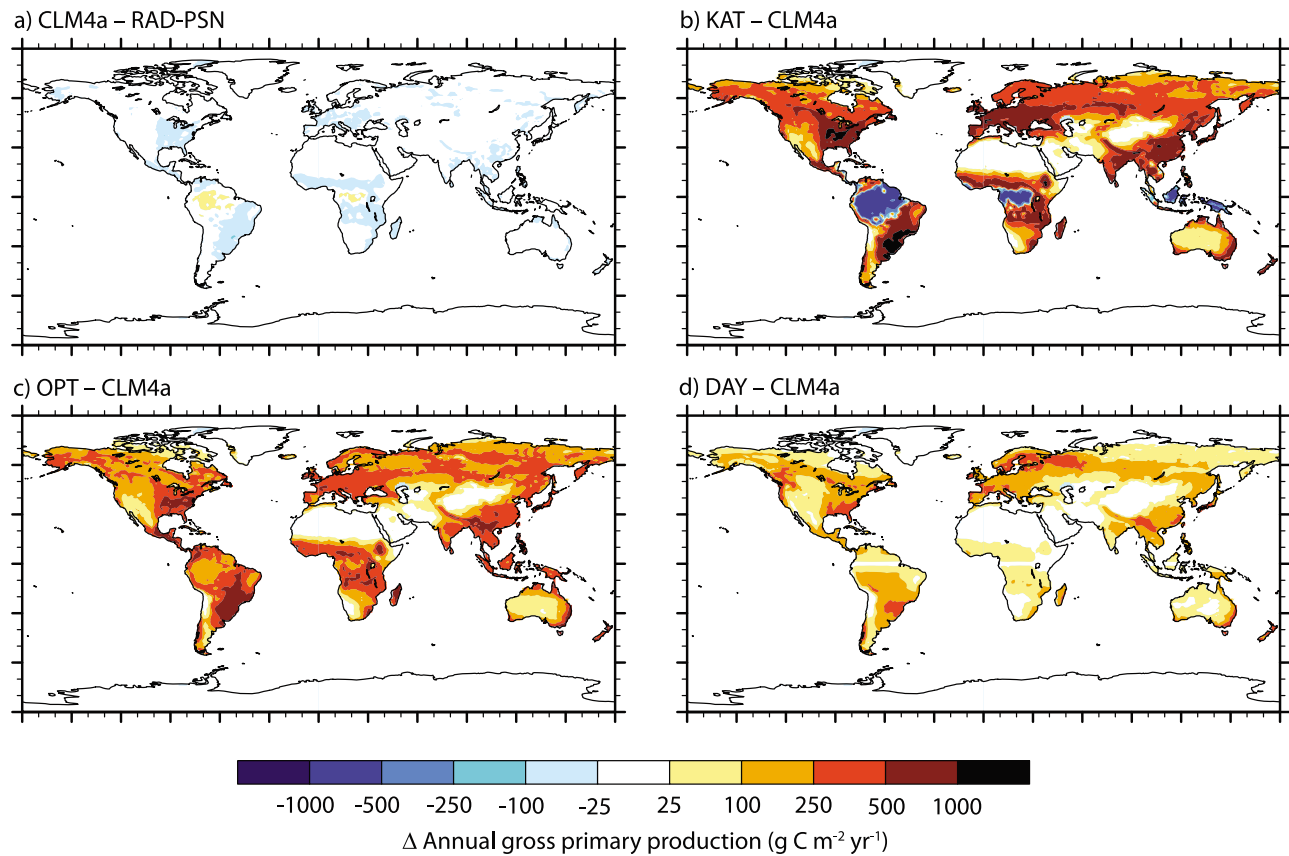 a) CLM4a – RAD-PSN
b) KAT – CLM4a
c) OPT – CLM4a
d) DAY – CLM4a
-1000 -500 -250 -100 -25 25 100 250 500 1000
Δ Annual gross primary production (g C m⁻² yr⁻¹)